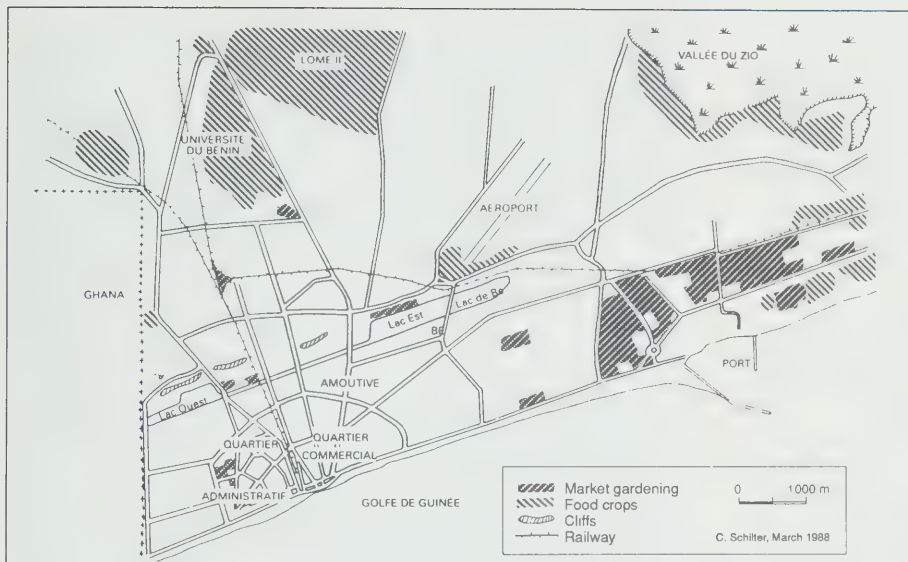 LOME II
VALLÉE DU ZIO
UNIVERSITE
DU BENIN
AEROPORT
GHANA
Lac Est
Lac de Be
BE
PORT
AMOUTIVE
Lac Ouest
QUARTIER
QUARTIER
COMMERCIAL
ADMINISTRATIF
GOLFE DE GUINÉE
Market gardening
Food crops
Cliffs
Railway
0 1000 m
C. Schilter, March 1988